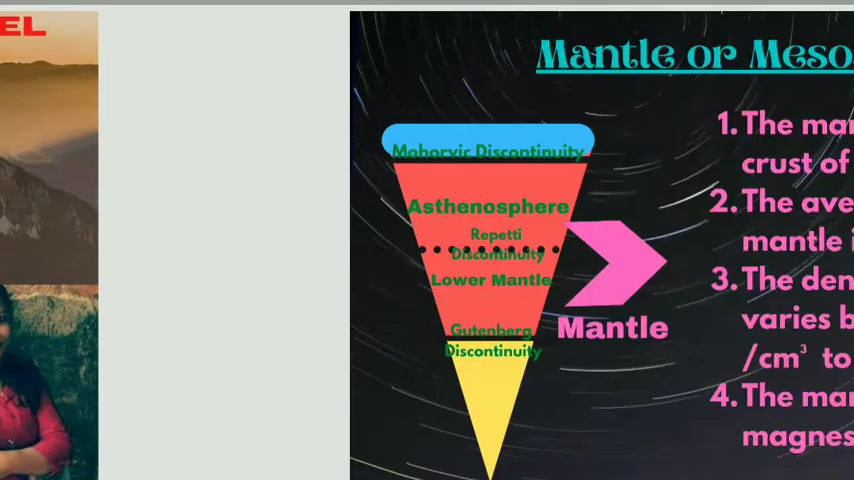 EL
Mantle or Meso
Mohorvic Discontinuity
Asthenosphere
Repetti
Discontinuity
Lower Mantle
Gutenberg
Discontinuity
Mantle
1. The man
crust of
2. The ave
mantle i
3. The den
varies b
/cm³ to
4. The man
magnes